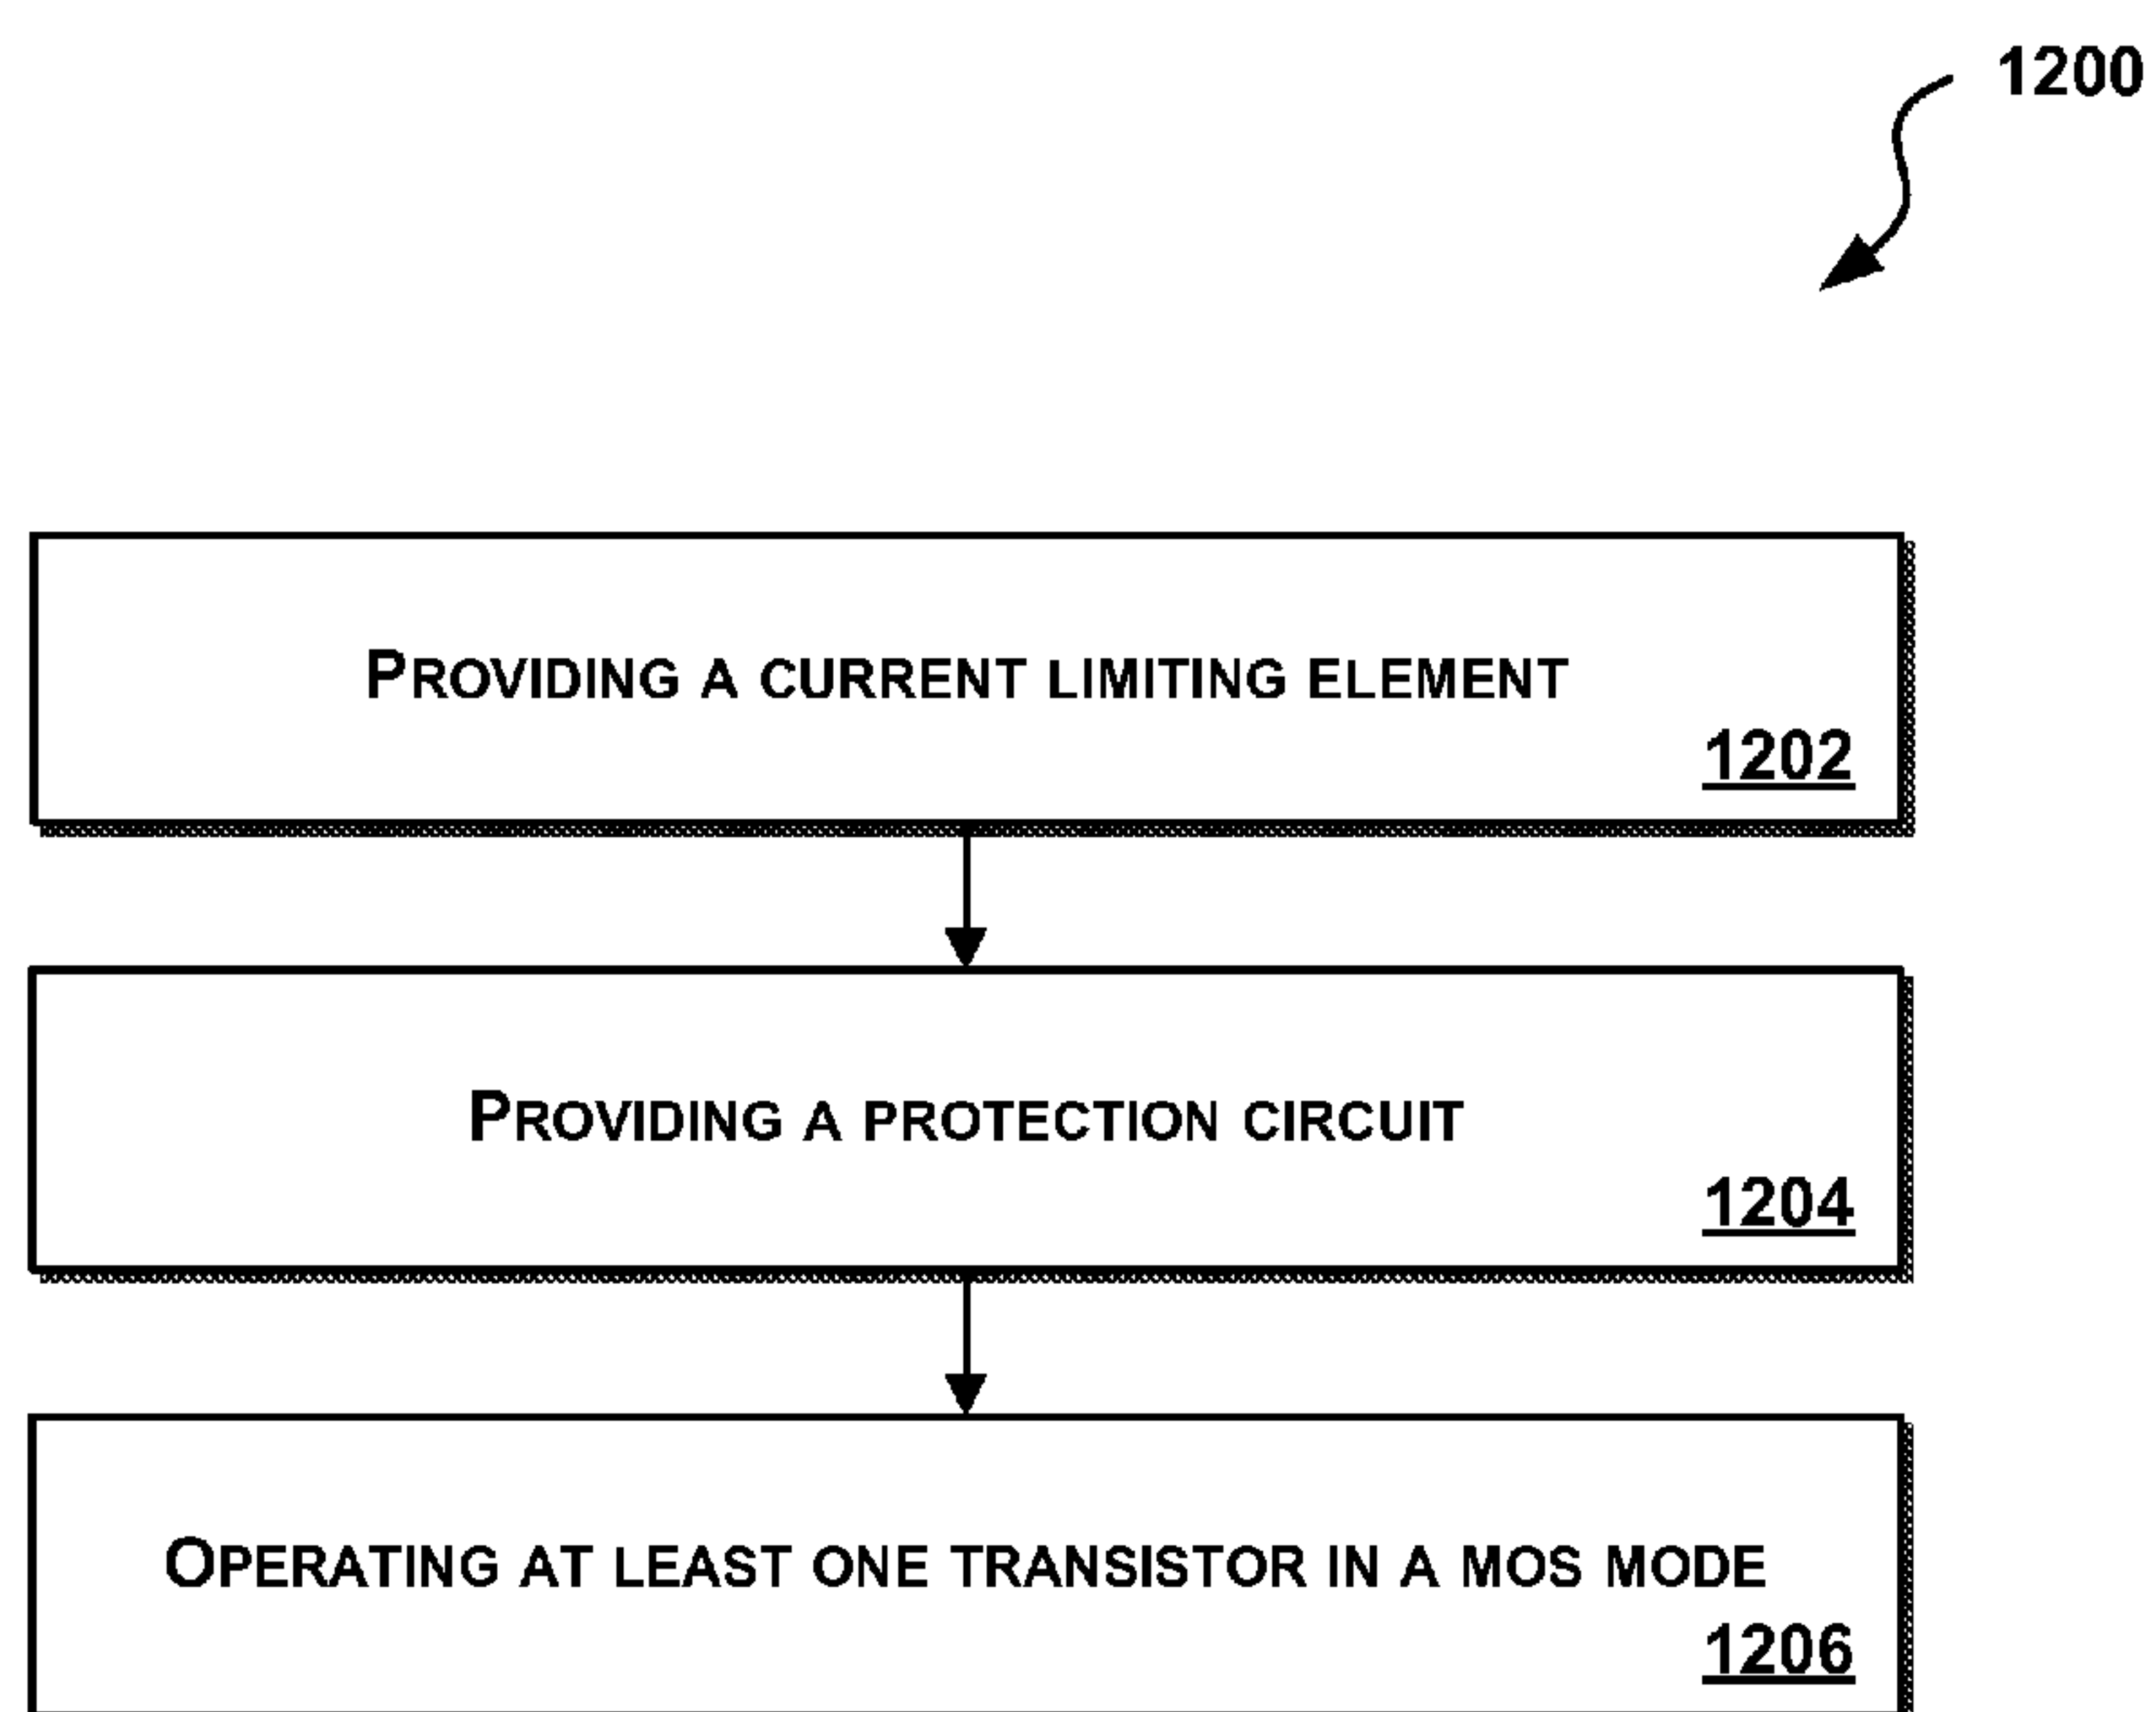 1200
PROVIDING A CURRENT LIMITING ELEMENT
1202
PROVIDING A PROTECTION CIRCUIT
1204
OPERATING AT LEAST ONE TRANSISTOR IN A MOS MODE
1206